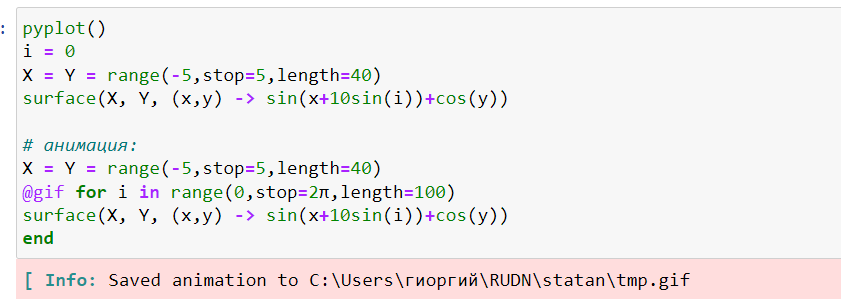 :
pyplot()
i = 0
X = Y = range(-5,stop=5,length=40)
surface(X, Y, (x,y) -> sin(x+10sin(i))+cos(y))
# анимация:
X = Y = range(-5,stop=5,length=40)
@gif for i in range(0,stop=2π,length=100)
surface(X, Y, (x,y) -> sin(x+10sin(i))+cos(y))
end
[ Info: Saved animation to C:\Users\гиоргий\RUDN\statan\tmp.gif